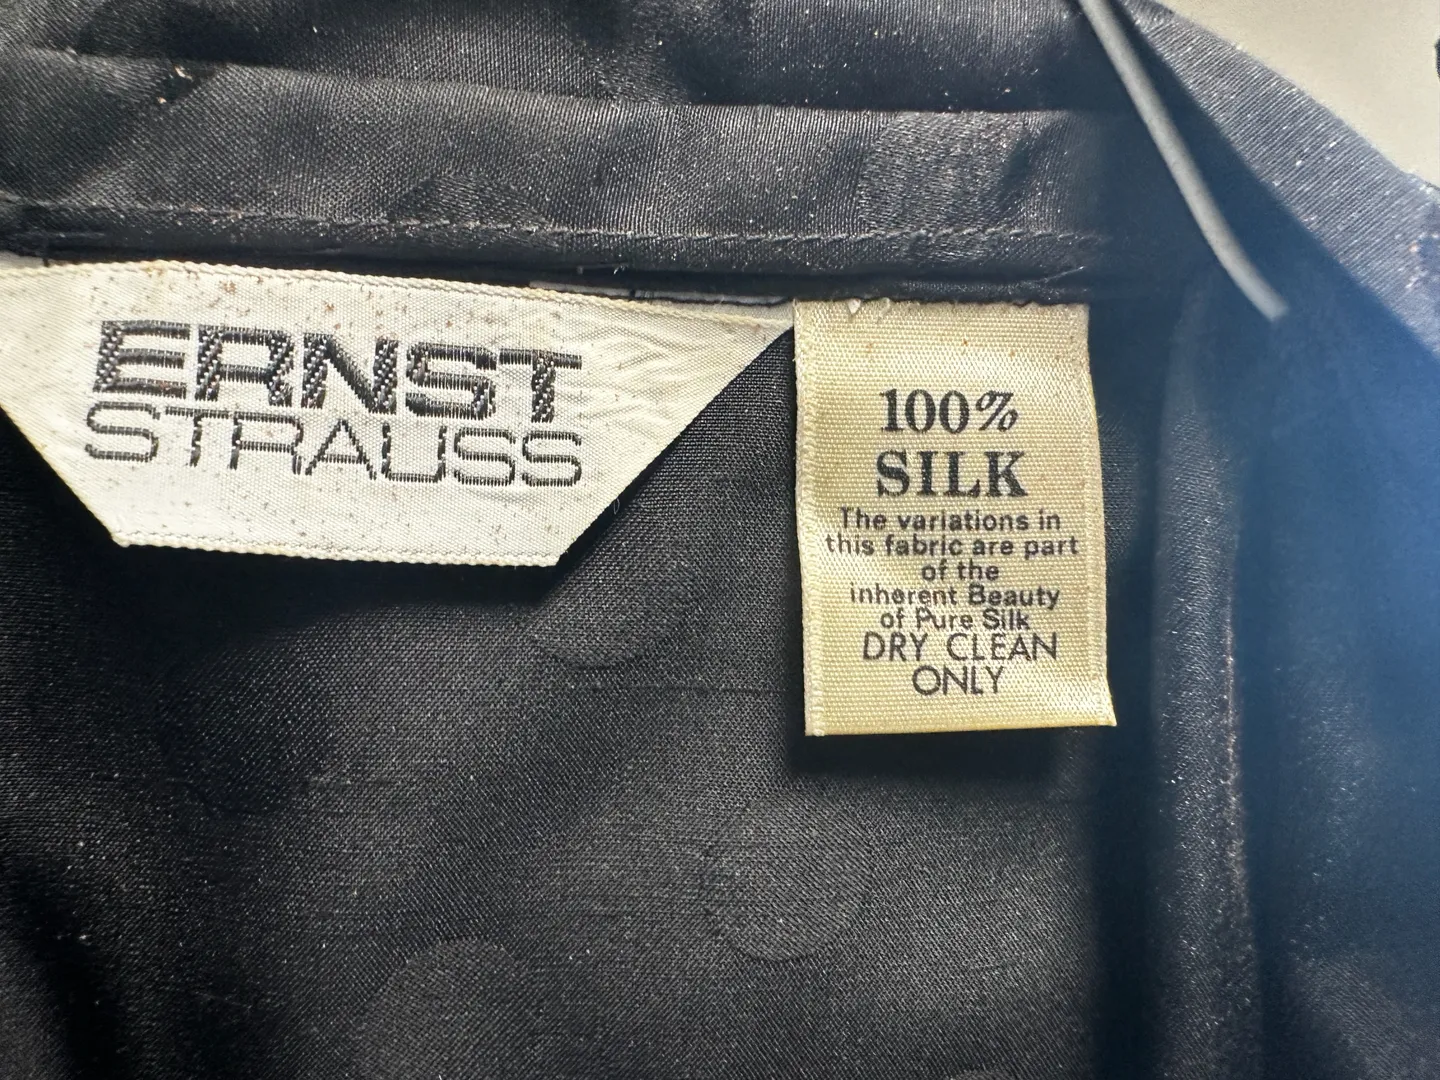 ERNST
STRAUSS
100%
SILK
The variations in
this fabric are part
of the
inherent Beauty
of Pure Silk
DRY CLEAN
ONLY